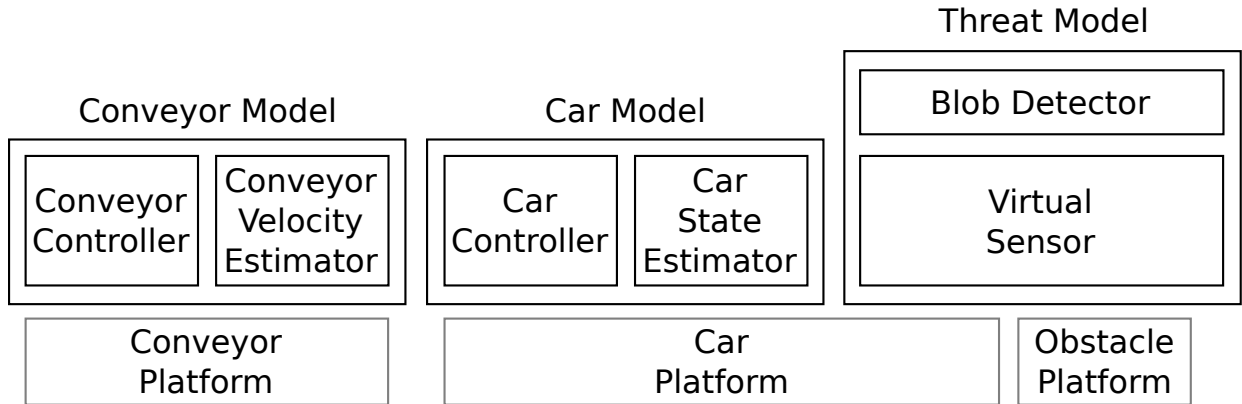 Threat Model
Blob Detector
Virtual
Sensor
Conveyor Model
Conveyor
Controller
Conveyor
Velocity
Estimator
Car Model
Car
Controller
Car
State
Estimator
Conveyor
Platform
Car
Platform
Obstacle
Platform